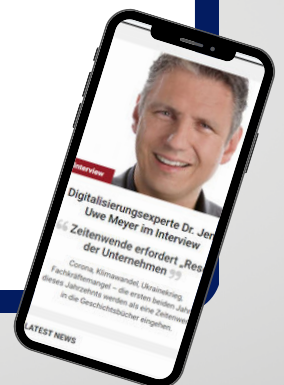 Interview
Digitalisierungsexperte Dr. Jen
Uwe Meyer im Interview
“ Zeitenwende erfordert „Res
der Unternehmen ”
Corona, Klimawandel, Ukrainekrieg,
Fachkräftemangel – die ersten beiden Jahr
dieses Jahrzehnts werden als eine Zeitenwen
in die Geschichtsbücher eingehen.
LATEST NEWS